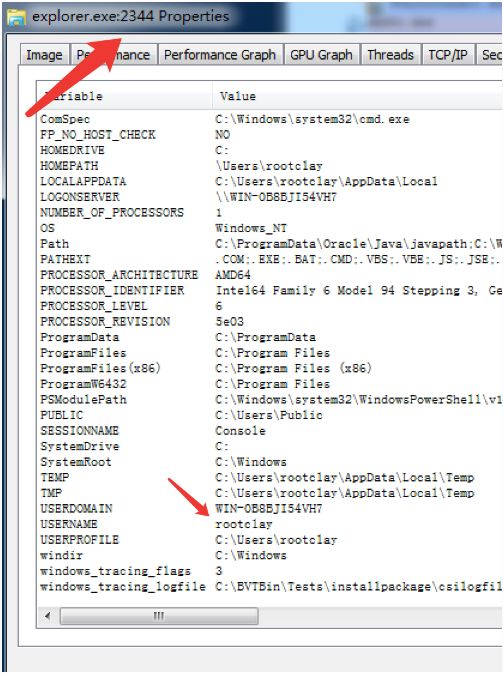 explorer.exe:2344 Properties
Image Performance Performance Graph GPU Graph Threads TCP/IP Sec
Variable Value
ComSpec C:\Windows\system32\cmd.exe
FP_NO_HOST_CHECK NO
HOMEDRIVE C:
HOMEPATH \Users\rootclay
LOCALAPPDATA C:\Users\rootclay\AppData\Local
LOGONSERVER \\WIN-0B8BJI54VH7
NUMBER_OF_PROCESSORS 1
OS Windows_NT
Path C:\ProgramData\Oracle\Java\javapath;C:\W
PATHEXT .COM;.EXE;.BAT;.CMD;.VBS;.VBE;.JS;.JSE;.
PROCESSOR_ARCHITECTURE AMD64
PROCESSOR_IDENTIFIER Intel64 Family 6 Model 94 Stepping 3, Ge
PROCESSOR_LEVEL 6
PROCESSOR_REVISION 5e03
ProgramData C:\ProgramData
ProgramFiles C:\Program Files
ProgramFiles(x86) C:\Program Files (x86)
ProgramW6432 C:\Program Files
PSModulePath C:\Windows\system32\WindowsPowerShell\v1
PUBLIC C:\Users\Public
SESSIONNAME Console
SystemDrive C:
SystemRoot C:\Windows
TEMP C:\Users\rootclay\AppData\Local\Temp
TMP C:\Users\rootclay\AppData\Local\Temp
USERDOMAIN WIN-0B8BJI54VH7
USERNAME rootclay
USERPROFILE C:\Users\rootclay
windir C:\Windows
windows_tracing_flags 3
windows_tracing_logfile C:\BVTBin\Tests\installpackage\csilogfil